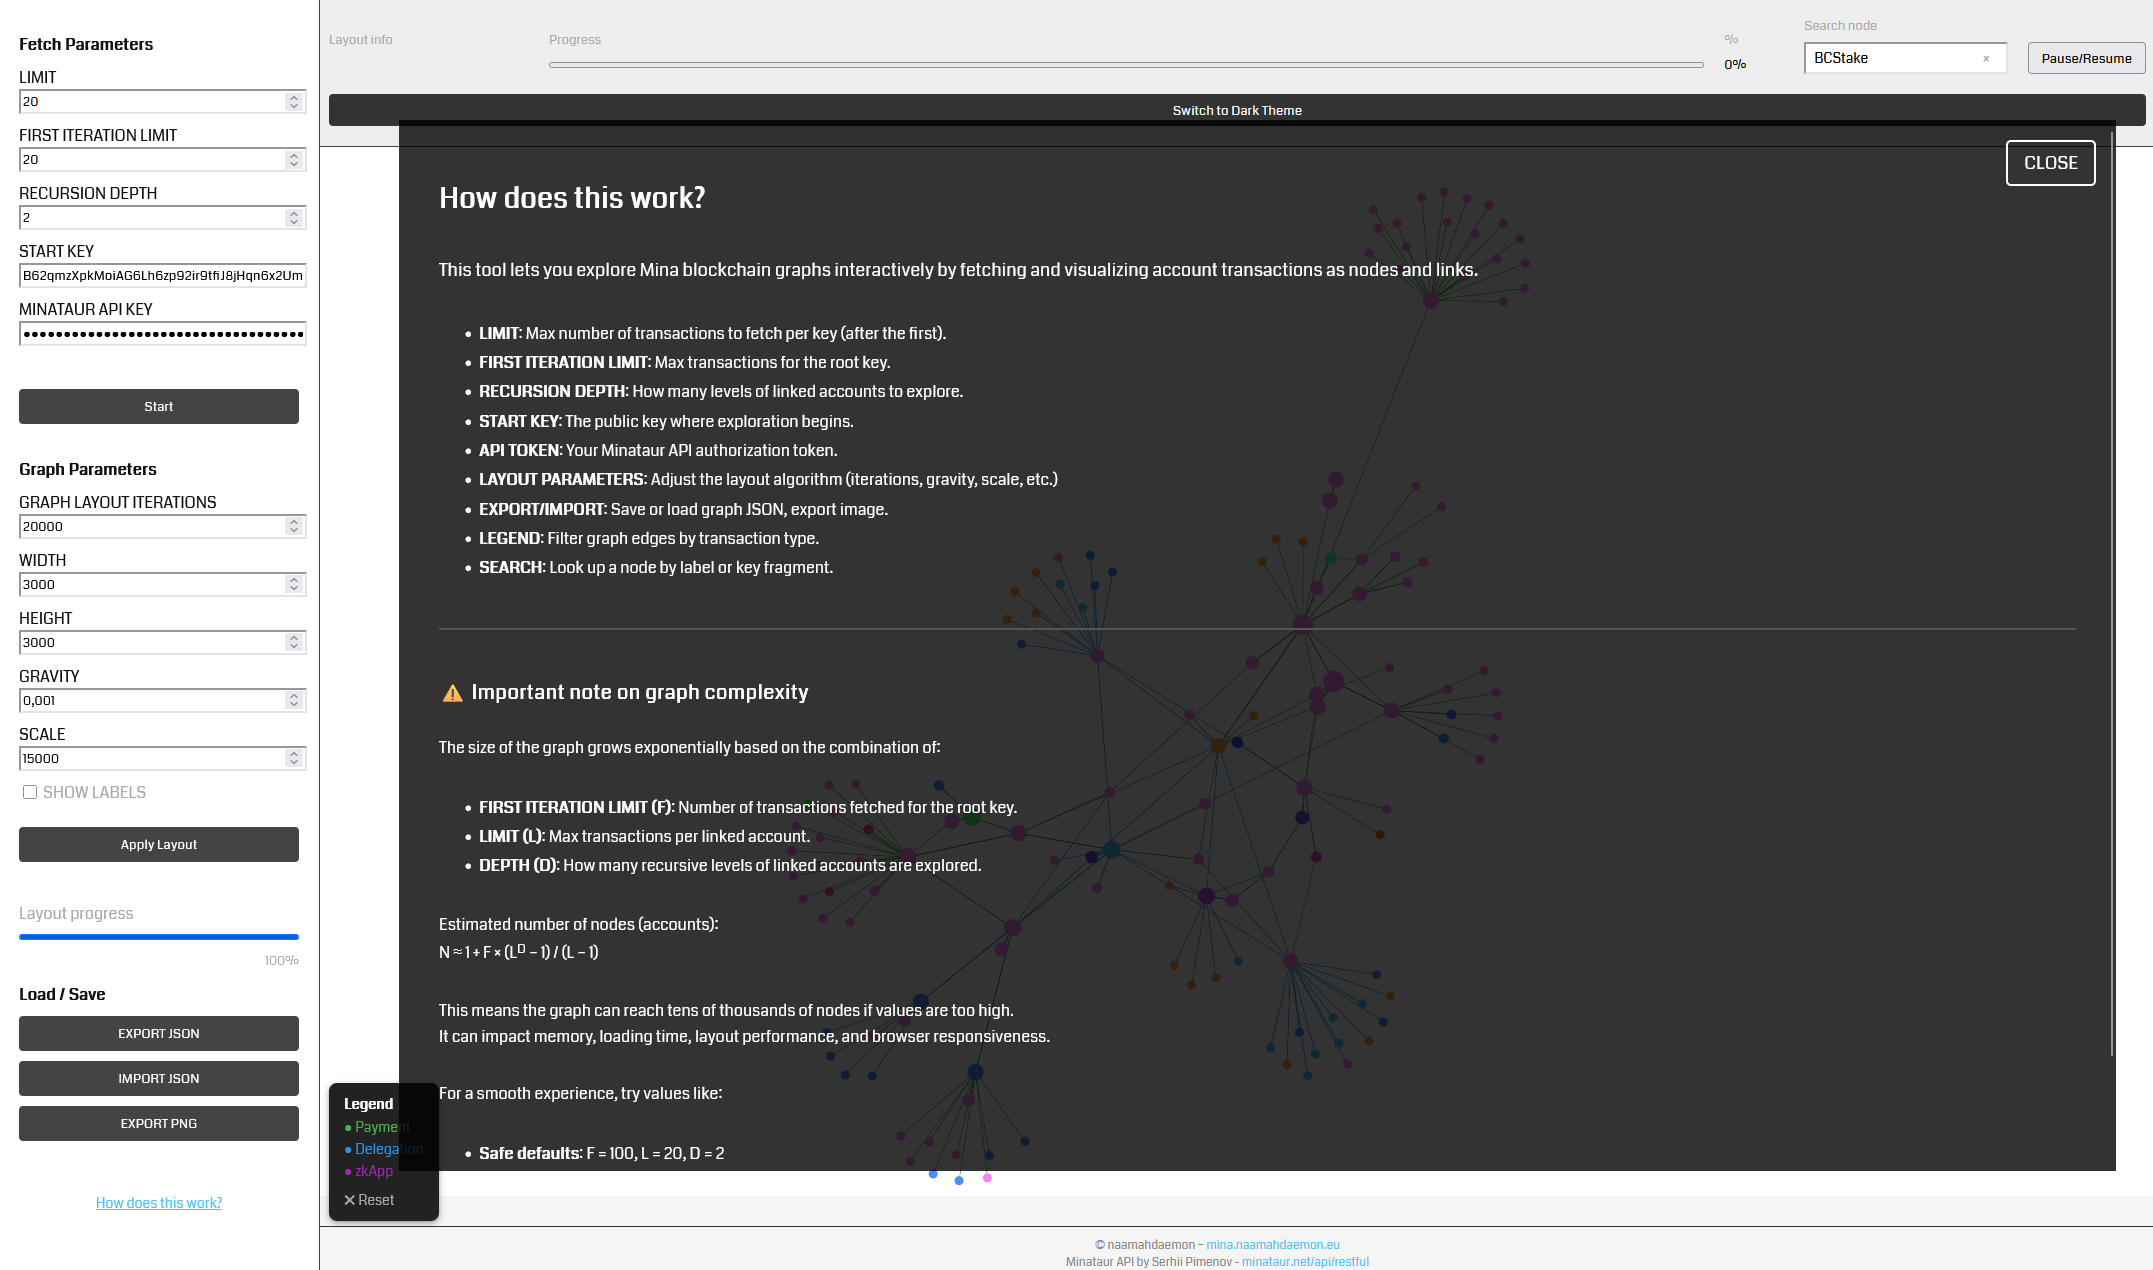 Fetch Parameters
LIMIT
20
FIRST ITERATION LIMIT
20
RECURSION DEPTH
2
START KEY
B62qmzXpkMoiAG6Lh6zp92ir9tfiJ8jHqn6x2Um
MINATAUR API KEY
Start
Graph Parameters
GRAPH LAYOUT ITERATIONS
20000
WIDTH
3000
HEIGHT
3000
GRAVITY
0,001
SCALE
15000
SHOW LABELS
Apply Layout
Layout progress
100%
Load / Save
EXPORT JSON
IMPORT JSON
EXPORT PNG
How does this work?
Layout info
Progress
%
0%
Search node
BCStake ×
Pause/Resume
Switch to Dark Theme
CLOSE
How does this work?
This tool lets you explore Mina blockchain graphs interactively by fetching and visualizing account transactions as nodes and links.
• LIMIT: Max number of transactions to fetch per key (after the first).
• FIRST ITERATION LIMIT: Max transactions for the root key.
• RECURSION DEPTH: How many levels of linked accounts to explore.
• START KEY: The public key where exploration begins.
• API TOKEN: Your Minataur API authorization token.
• LAYOUT PARAMETERS: Adjust the layout algorithm (iterations, gravity, scale, etc.)
• EXPORT/IMPORT: Save or load graph JSON, export image.
• LEGEND: Filter graph edges by transaction type.
• SEARCH: Look up a node by label or key fragment.
⚠️ Important note on graph complexity
The size of the graph grows exponentially based on the combination of:
• FIRST ITERATION LIMIT (F): Number of transactions fetched for the root key.
• LIMIT (L): Max transactions per linked account.
• DEPTH (D): How many recursive levels of linked accounts are explored.
Estimated number of nodes (accounts):
N ≈ 1 + F × (L^D − 1) / (L − 1)
This means the graph can reach tens of thousands of nodes if values are too high.
It can impact memory, loading time, layout performance, and browser responsiveness.
For a smooth experience, try values like:
• Safe defaults: F = 100, L = 20, D = 2
Legend
● Payment
● Delegation
● zkApp
✕ Reset
© naamahdaemon – mina.naamahdaemon.eu
Minataur API by Serhii Pimenov - minataur.net/api/restful